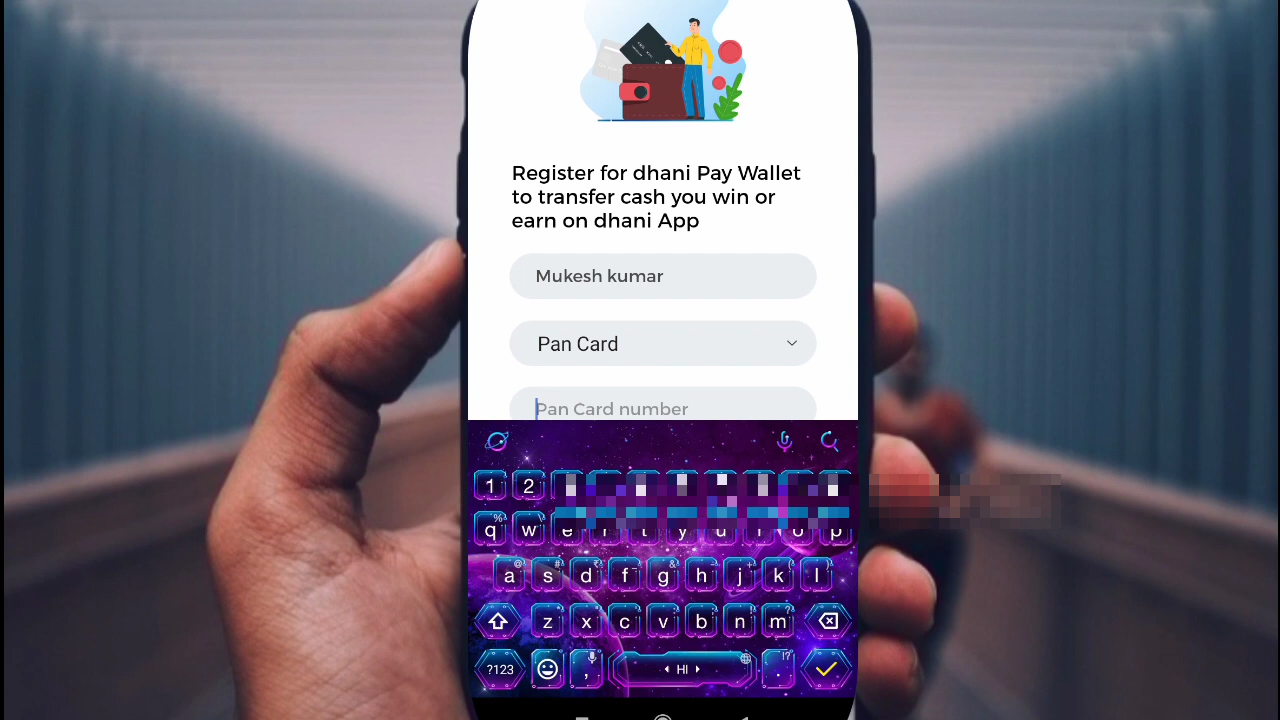 Register for dhani Pay Wallet
to transfer cash you win or
earn on dhani App
Mukesh kumar
Pan Card
Pan Card number
1 2
q w e r t y u i o p
a s d f g h j k l
z x c v b n m
?123 , HI .